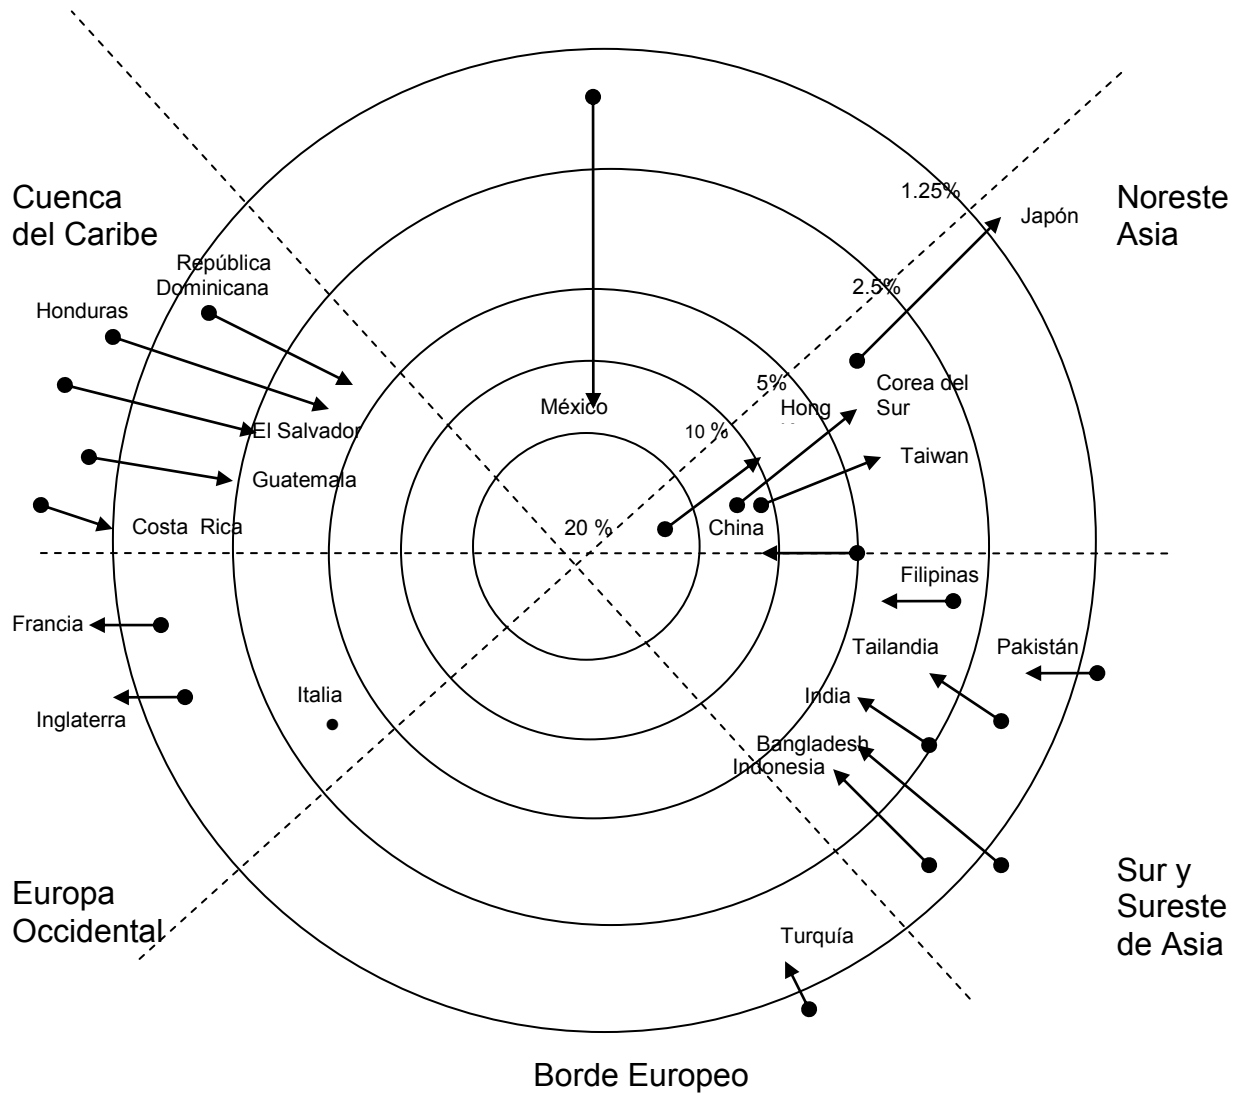 1.25%
Cuenca
del Caribe
Noreste
Asia
Japón
República
Dominicana
2.5%
Honduras
5%
Corea del
Sur
México
Hong
10 %
El Salvador
Taiwan
Guatemala
Costa Rica
20 %
China
Filipinas
Francia
Tailandia
Pakistán
Italia
India
Inglaterra
Bangladesh
Indonesia
Europa
Occidental
Sur y
Sureste
de Asia
Turquía
Borde Europeo